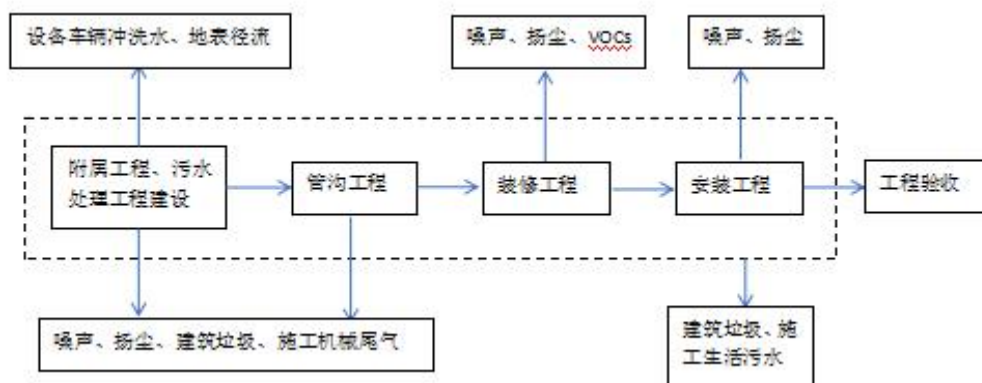 设备车辆冲洗水、地表径流
噪声、扬尘、VOCs
噪声、扬尘
附属工程、污水
处理工程建设
管沟工程
装修工程
安装工程
工程验收
噪声、扬尘、建筑垃圾、施工机械尾气
建筑垃圾、施
工生活污水